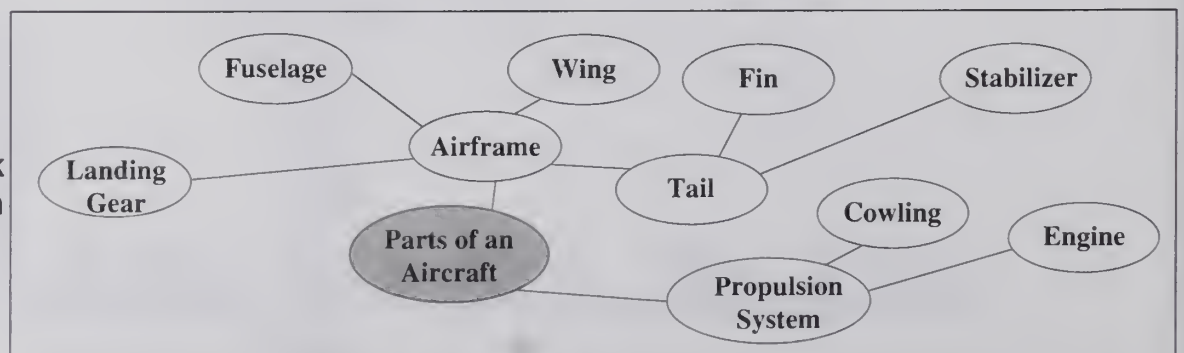 Fuselage
Wing
Fin
Stabilizer
Airframe
Landing
Gear
Tail
Cowling
Engine
Parts of an
Aircraft
Propulsion
System